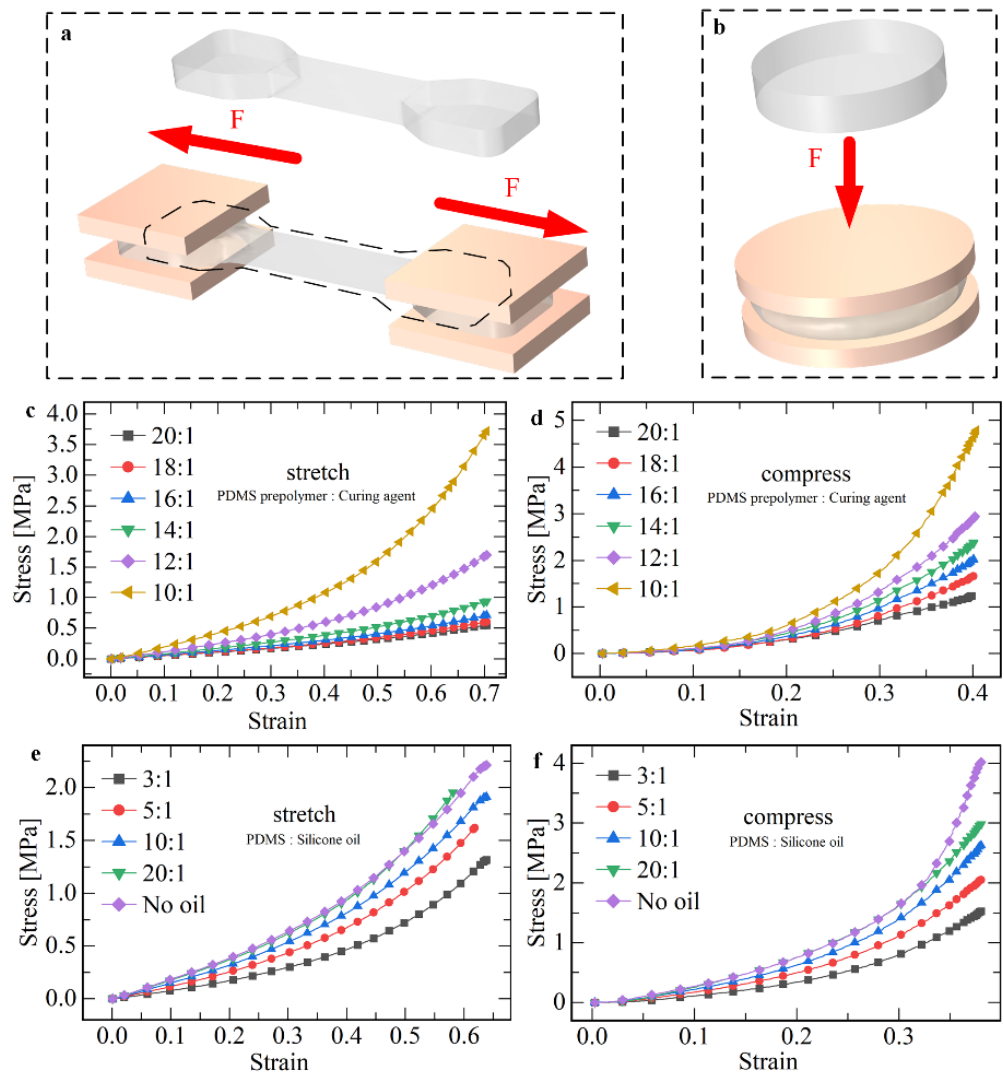 a
F
F
b
F
c
4.0
3.5
3.0
2.5
2.0
1.5
1.0
0.5
0.0
Stress [MPa]
20:1
18:1
16:1
14:1
12:1
10:1
stretch
PDMS prepolymer : Curing agent
0.0 0.1 0.2 0.3 0.4 0.5 0.6 0.7
Strain
d
5
4
3
2
1
0
Stress [MPa]
20:1
18:1
16:1
14:1
12:1
10:1
compress
PDMS prepolymer : Curing agent
0.0 0.1 0.2 0.3 0.4
Strain
e
2.0
1.5
1.0
0.5
0.0
Stress [MPa]
3:1
5:1
10:1
20:1
No oil
stretch
PDMS : Silicone oil
0.0 0.1 0.2 0.3 0.4 0.5 0.6
Strain
f
4
3
2
1
0
Stress [MPa]
3:1
5:1
10:1
20:1
No oil
compress
PDMS : Silicone oil
0.0 0.1 0.2 0.3
Strain